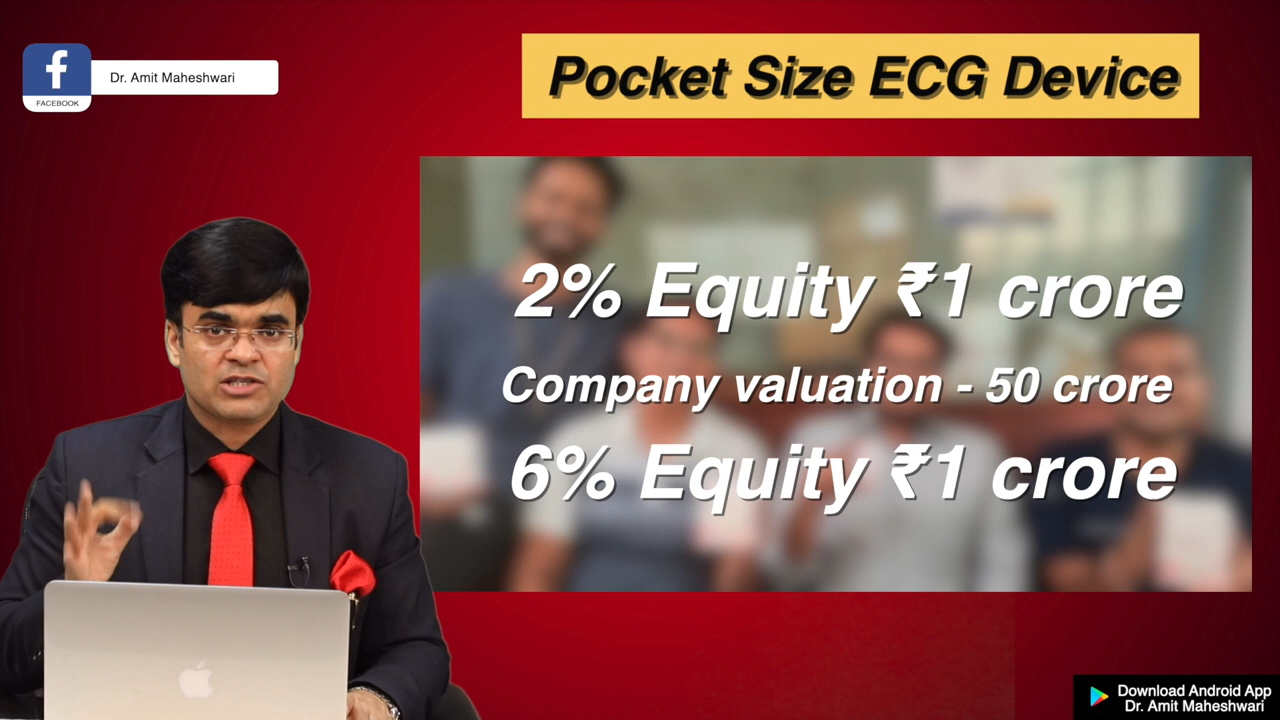 f
FACEBOOK
Dr. Amit Maheshwari
Pocket Size ECG Device
2% Equity ₹1 crore
Company valuation - 50 crore
6% Equity ₹1 crore
Download Android App
Dr. Amit Maheshwari